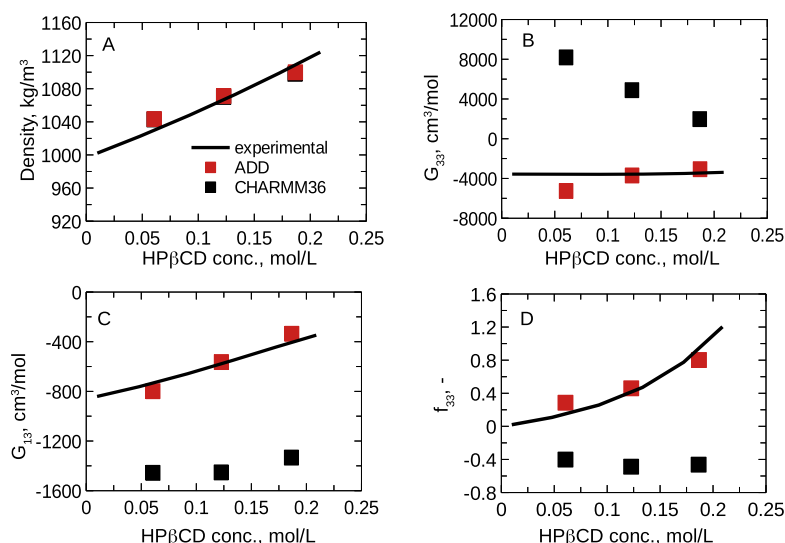 A
1160
1120
1080
1040
1000
960
920
Density, kg/m³
experimental
ADD
CHARMM36
0 0.05 0.1 0.15 0.2 0.25
HPβCD conc., mol/L
B
12000
8000
4000
0
-4000
-8000
G₃₃, cm³/mol
0 0.05 0.1 0.15 0.2 0.25
HPβCD conc., mol/L
C
0
-400
-800
-1200
-1600
G₁₃, cm³/mol
0 0.05 0.1 0.15 0.2 0.25
HPβCD conc., mol/L
D
1.6
1.2
0.8
0.4
0
-0.4
-0.8
f₃₃, -
0 0.05 0.1 0.15 0.2 0.25
HPβCD conc., mol/L